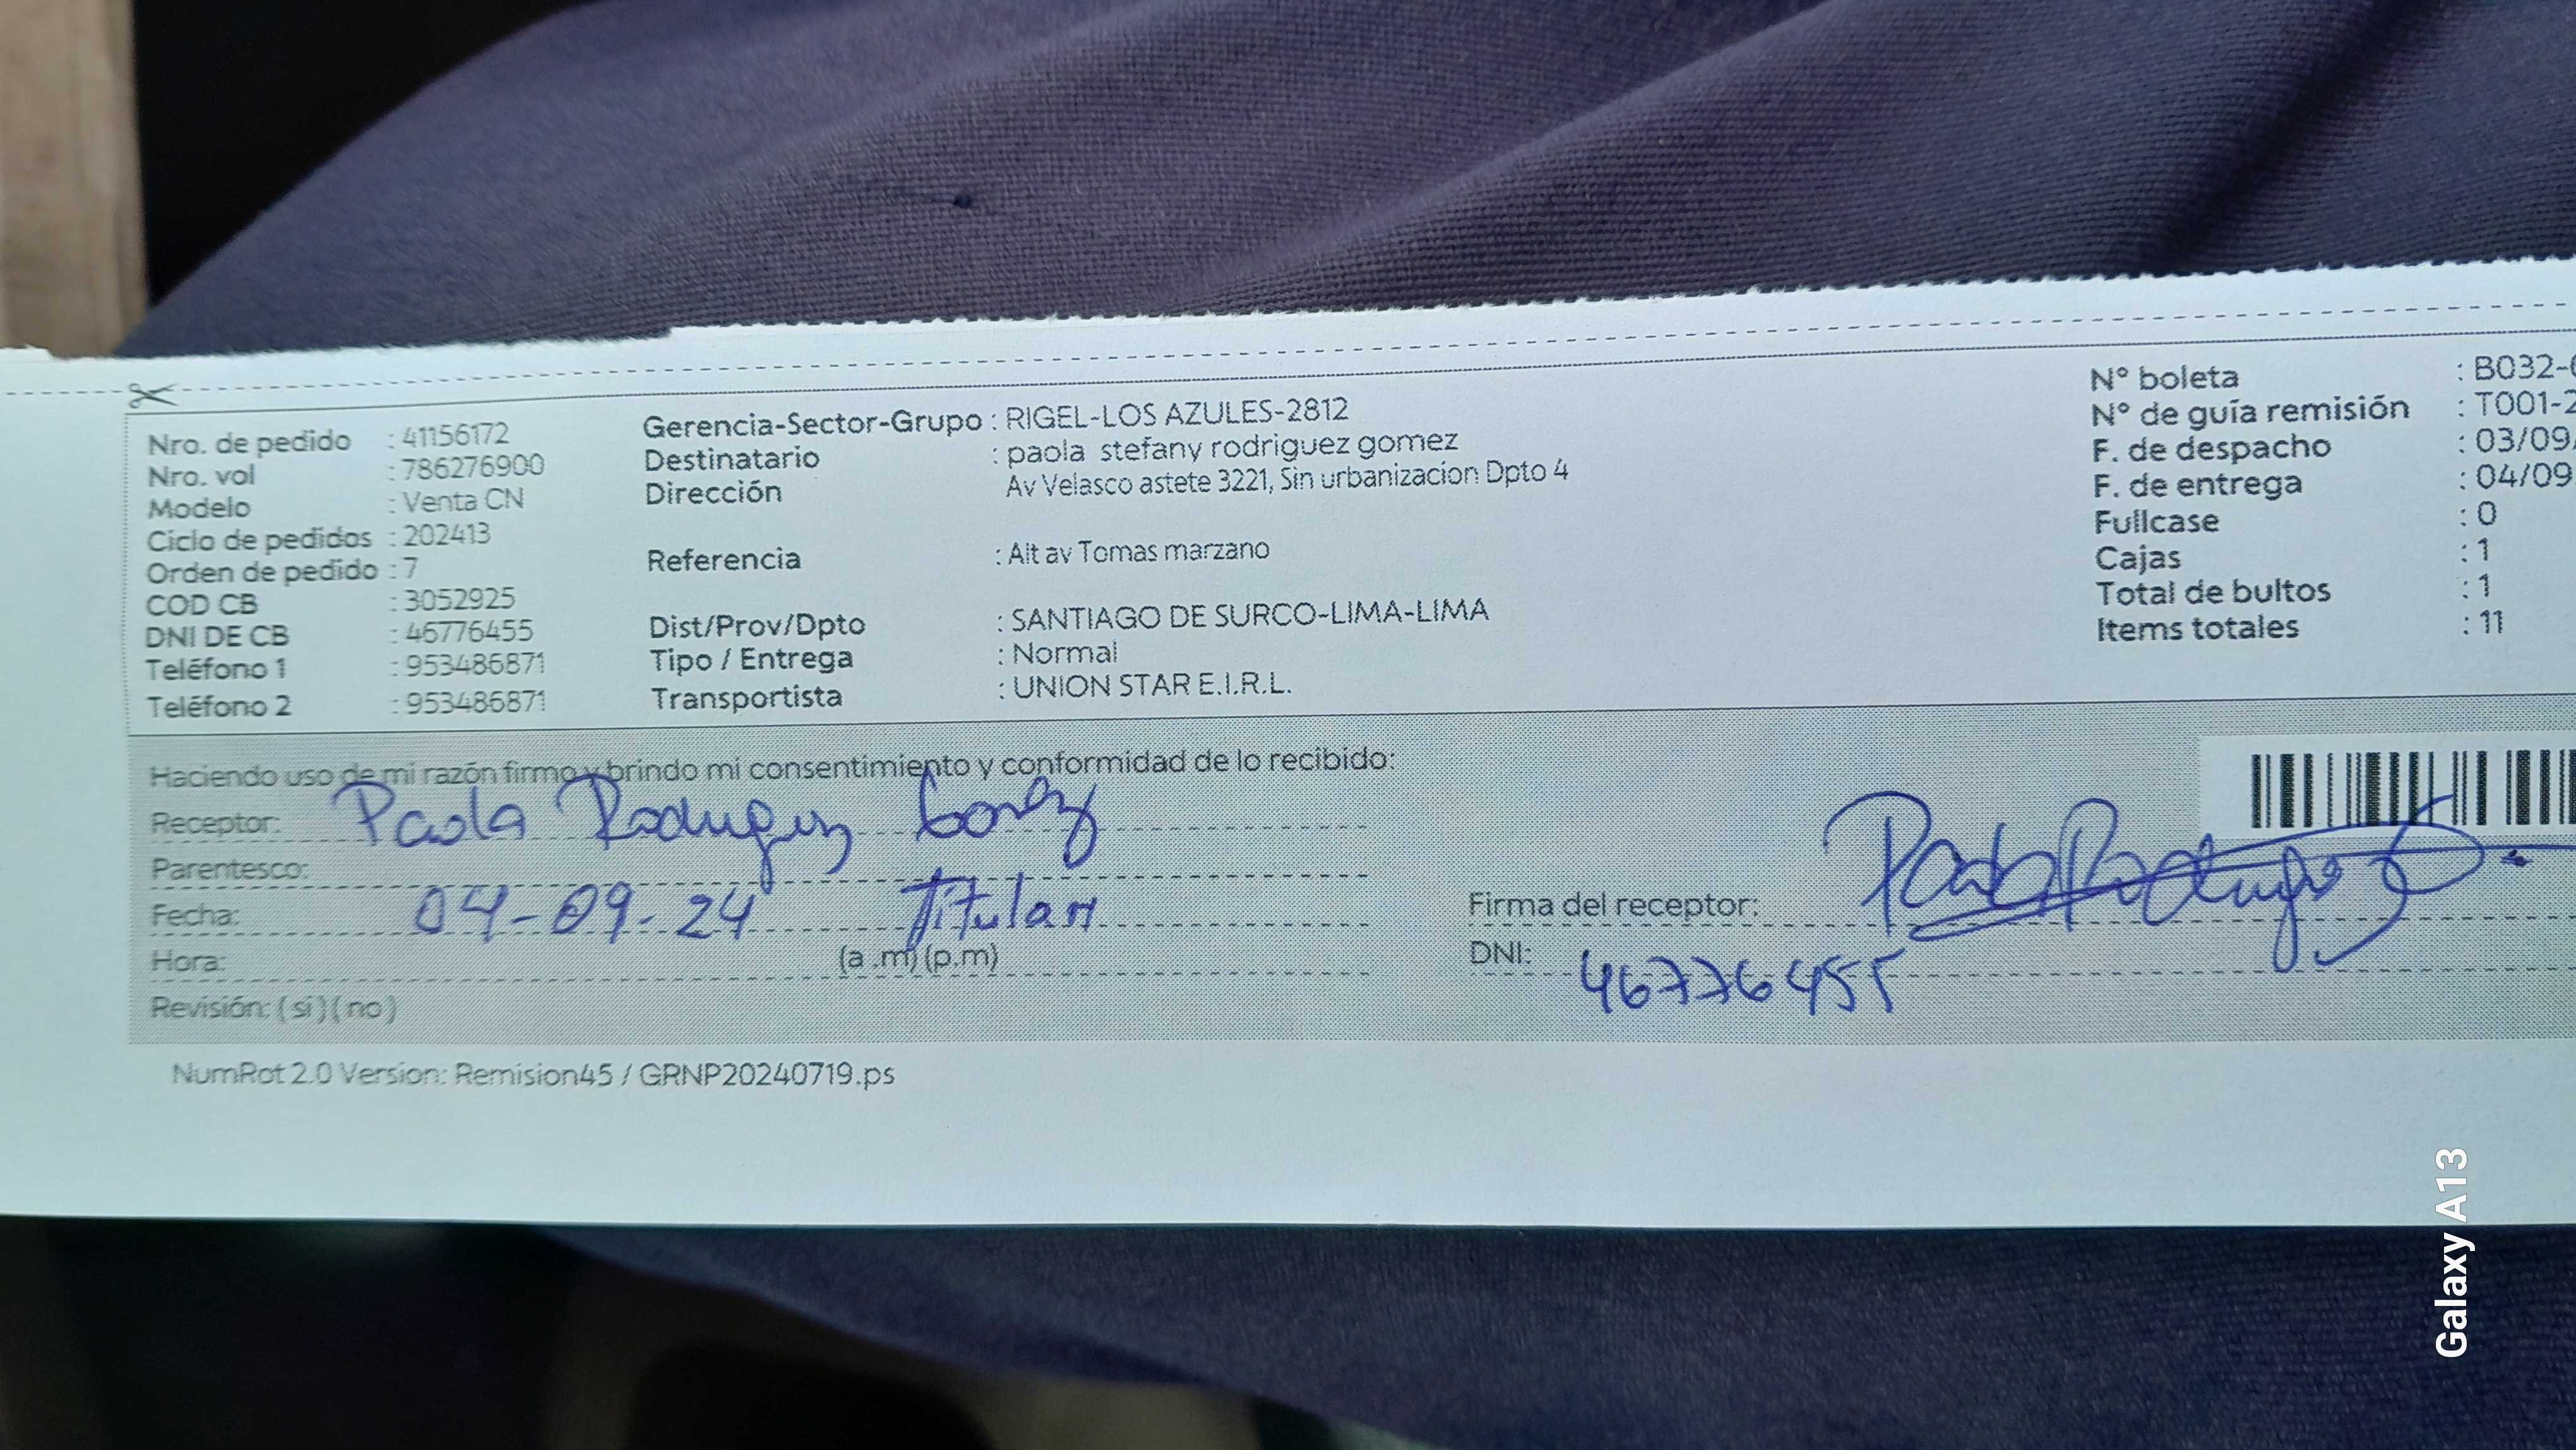 Nro. de pedido : 41156172
Nro. vol : 786276900
Modelo : Venta CN
Ciclo de pedidos : 202413
Orden de pedido : 7
COD CB : 3052925
DNI DE CB : 46776455
Teléfono 1 : 953486871
Teléfono 2 : 953486871
Gerencia-Sector-Grupo : RIGEL-LOS AZULES-2812
Destinatario : paola stefany rodriguez gomez
Dirección Av Velasco astete 3221, Sin urbanizacion Dpto 4
Referencia : Alt av Tomas marzano
Dist/Prov/Dpto : SANTIAGO DE SURCO-LIMA-LIMA
Tipo / Entrega : Normal
Transportista : UNION STAR E.I.R.L.
N° boleta : B032-
N° de guía remisión : T001-2
F. de despacho : 03/09/
F. de entrega : 04/09
Fullcase : 0
Cajas : 1
Total de bultos : 1
Items totales : 11
Haciendo uso de mi razón firmo y brindo mi consentimiento y conformidad de lo recibido:
Receptor: Paola Rodriguez Gomez
Parentesco: Titular
Fecha: 04-09-24
Hora: (a .m) (p.m)
Revisión: ( si ) ( no )
Firma del receptor: Paola Rodriguez
DNI: 46776455
NumRot 2.0 Version: Remision45 / GRNP20240719.ps
Galaxy A13